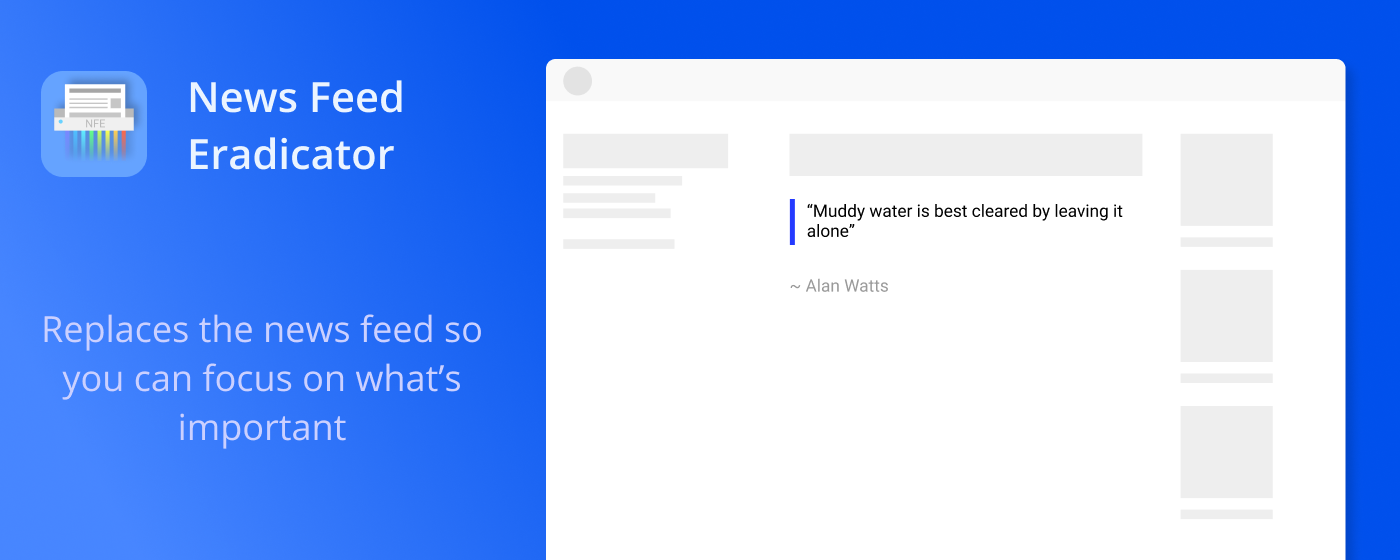 NFE
News Feed
Eradicator
Replaces the news feed so
you can focus on what’s
important
“Muddy water is best cleared by leaving it
alone”
~ Alan Watts